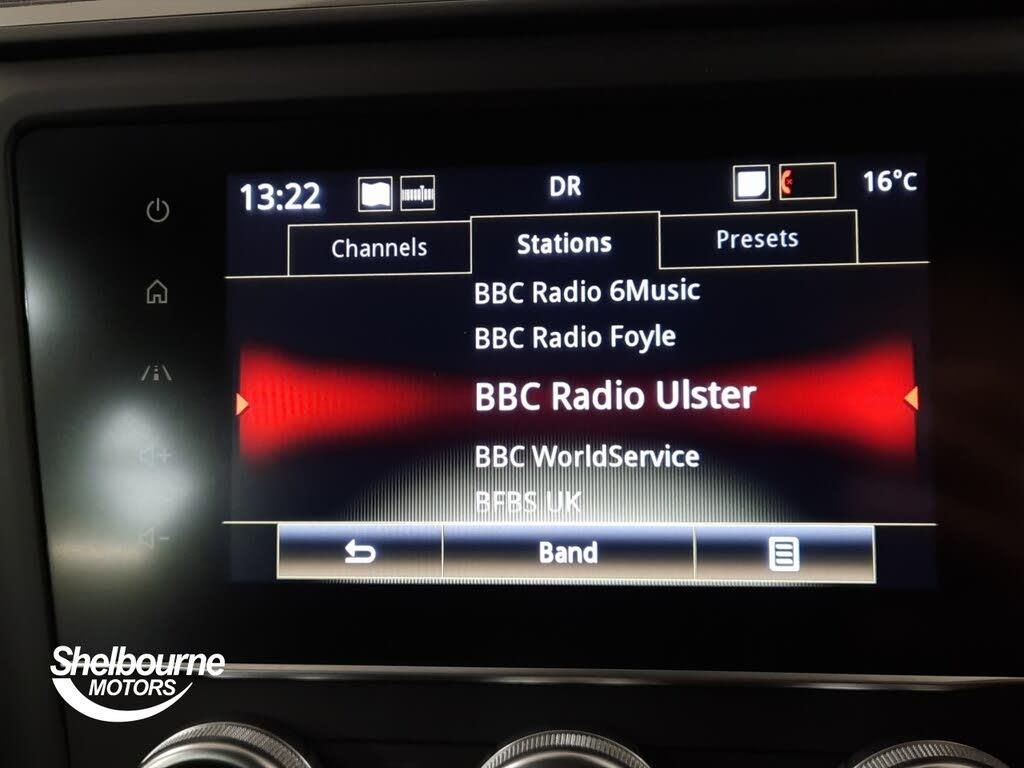 13:22 DR 16°C
Channels Stations Presets
BBC Radio 6Music
BBC Radio Foyle
BBC Radio Ulster
BBC WorldService
BFBS UK
Band
Shelbourne
MOTORS